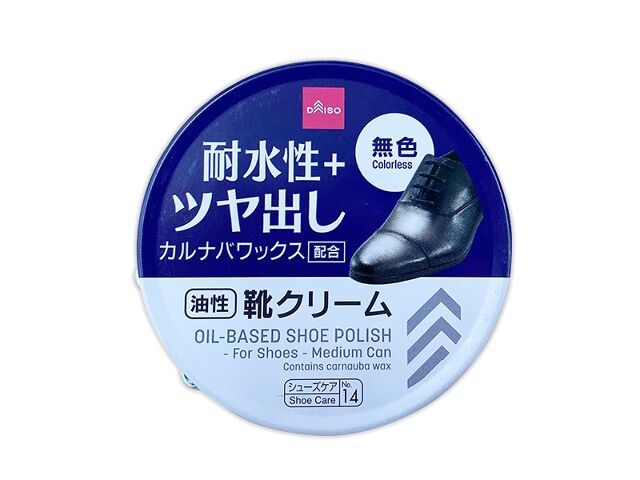 DAISO
無色
Colorless
耐水性+
ツヤ出し
カルナバワックス 配合
油性 靴クリーム
OIL-BASED SHOE POLISH
- For Shoes - Medium Can
Contains carnauba wax
シューズケア
Shoe Care
No.
14